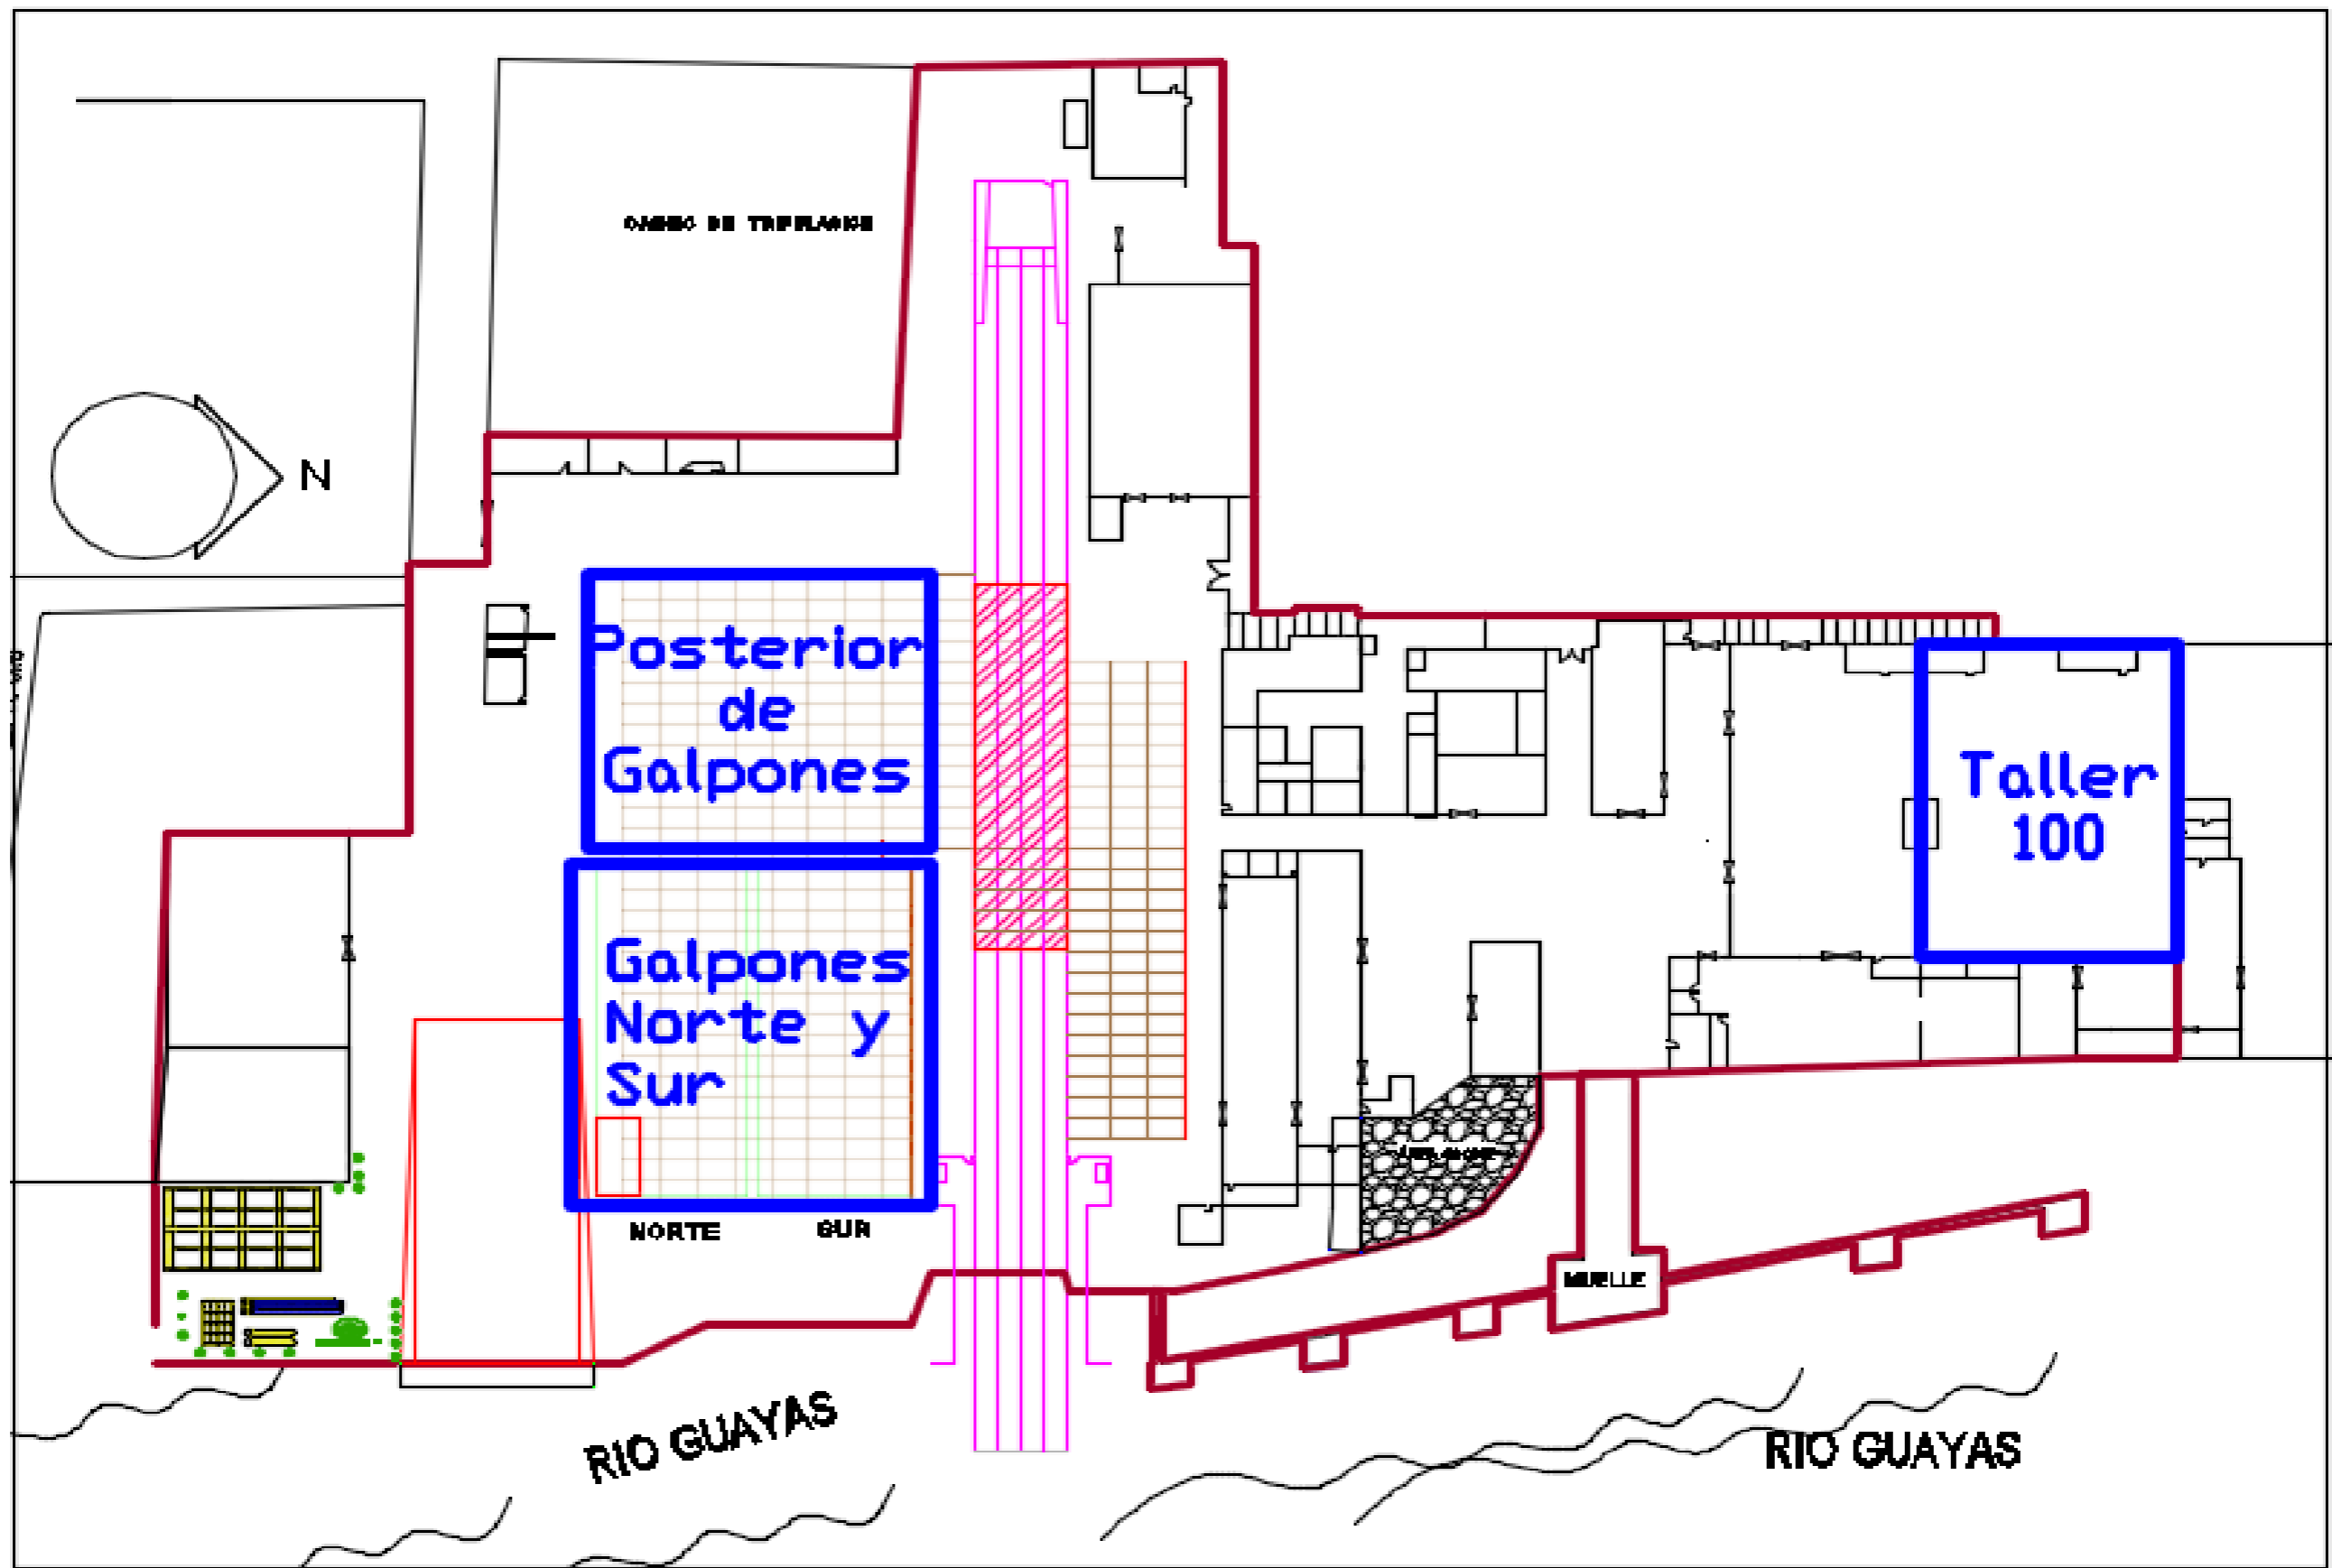 N
Posterior
de
Galpones
Taller
100
Galpones
Norte y
Sur
NORTE
SUR
MUELLE
RIO GUAYAS
RIO GUAYAS